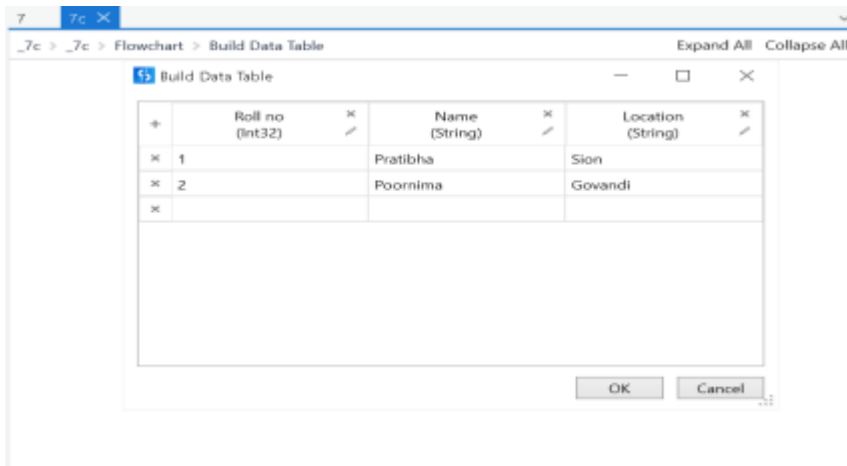 7 7c
_7c > _7c > Flowchart > Build Data Table Expand All Collapse All
Build Data Table
Roll no Name Location
(Int32) (String) (String)
1 Pratibha Sion
2 Poornima Govandi
OK Cancel